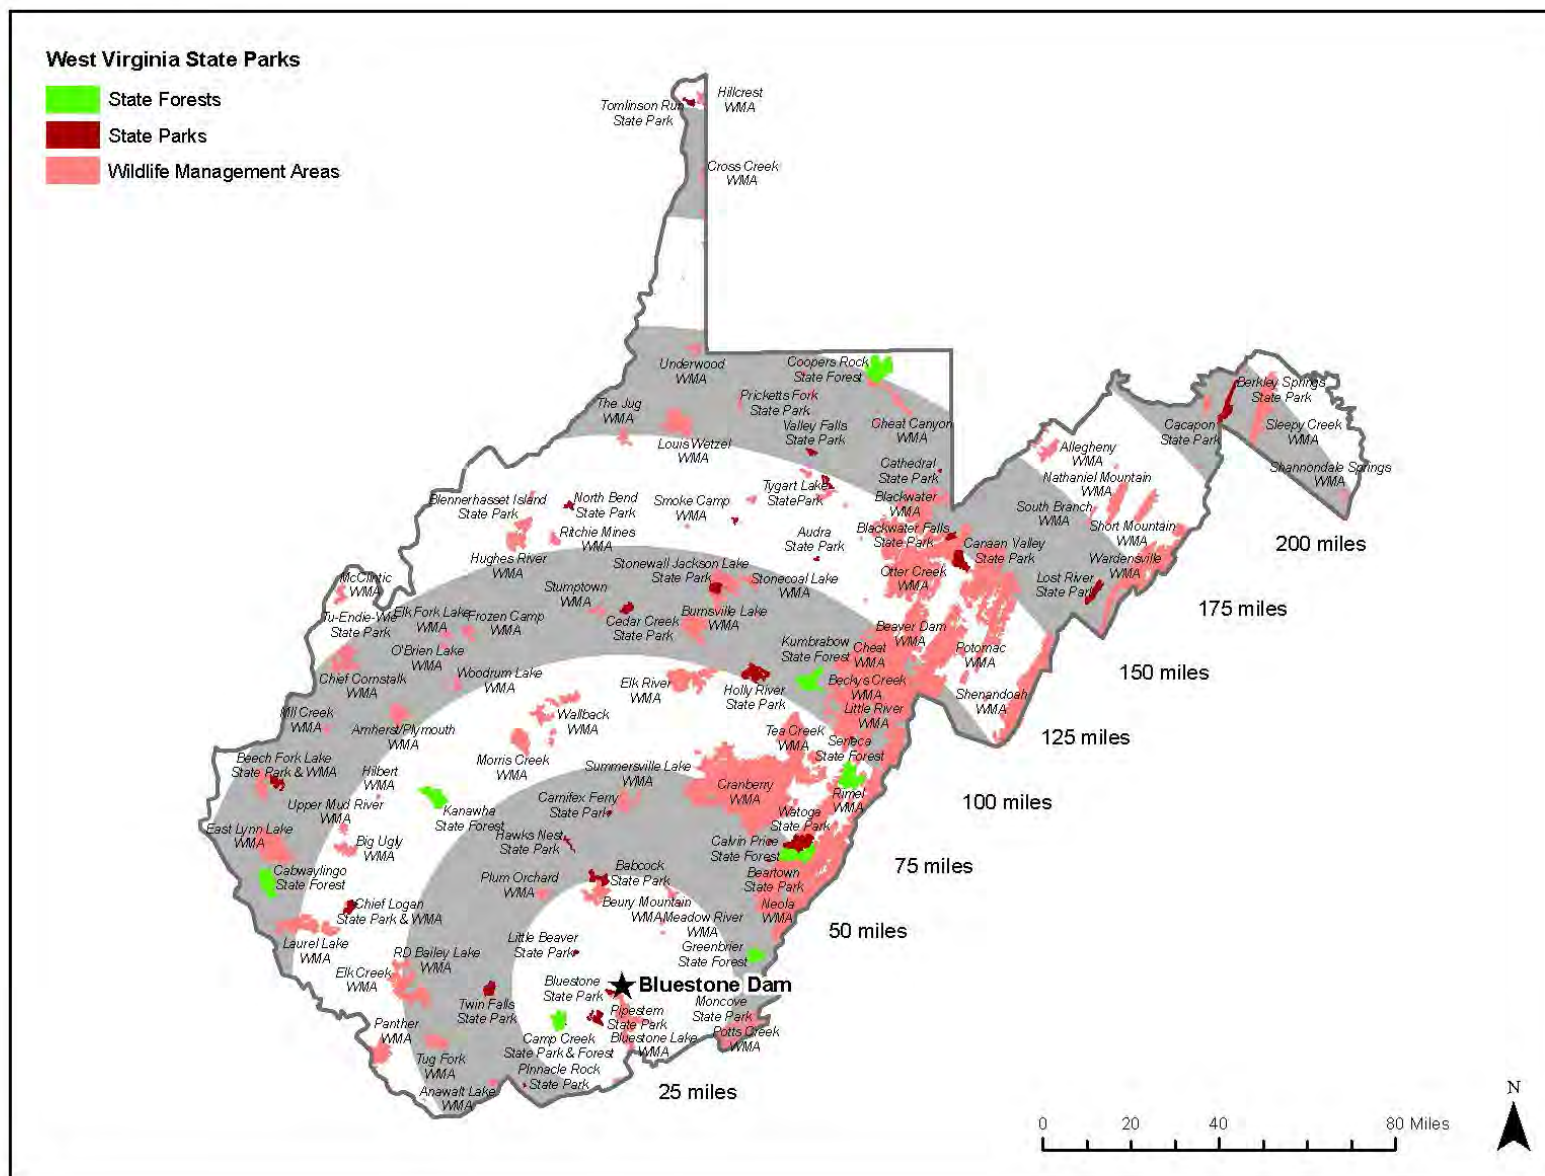 West Virginia State Parks
State Forests
State Parks
Wildlife Management Areas
Tomlinson Run
State Park
Hillcrest
WMA
Cross Creek
WMA
Underwood
WMA
Coopers Rock
State Forest
Pricketts Fork
State Park
The Jug
WMA
Valley Falls
State Park
Cheat Canyon
WMA
Louis Wetzel
WMA
Berkley Springs
State Park
Cacapon
State Park
Sleepy Creek
WMA
Allegheny
WMA
Shannondale Springs
WMA
Nathaniel Mountain
WMA
Cathedral
State Park
Tygart Lake
StatePark
Blackwater
WMA
South Branch
WMA
Short Mountain
WMA
Blennerhasset Island
State Park
North Bend
State Park
Smoke Camp
WMA
Ritchie Mines
WMA
Audra
State Park
Blackwater Falls
State Park
Canaan Valley
State Park
Wardensville
WMA
200 miles
Hughes River
WMA
Stonewall Jackson Lake
State Park
Stonecoal Lake
WMA
Otter Creek
WMA
Lost River
State Park
McClintic
WMA
Stumptown
WMA
175 miles
Tu-Endie-Wie
State Park
Elk Fork Lake
WMA
Frozen Camp
WMA
Cedar Creek
State Park
Burnsville Lake
WMA
Beaver Dam
WMA
Kumbrabow
State Forest
Cheat
WMA
Potomac
WMA
O'Brien Lake
WMA
Woodrum Lake
WMA
Chief Cornstalk
WMA
Elk River
WMA
Holly River
State Park
Beckys Creek
WMA
150 miles
Shenandoah
WMA
Mill Creek
WMA
Amherst/Plymouth
WMA
Wallback
WMA
Little River
WMA
Tea Creek
WMA
125 miles
Seneca
State Forest
Beech Fork Lake
State Park & WMA
Hilbert
WMA
Morris Creek
WMA
Summersville Lake
WMA
Cranberry
WMA
Rimel
WMA
100 miles
Upper Mud River
WMA
Kanawha
State Forest
Carnifex Ferry
State Park
Watoga
State Park
East Lynn Lake
WMA
Big Ugly
WMA
Hawks Nest
State Park
Calvin Price
State Forest
75 miles
Cabwaylingo
State Forest
Plum Orchard
WMA
Babcock
State Park
Beartown
State Park
Chief Logan
State Park & WMA
Beury Mountain
WMA
Meadow River
WMA
Neola
WMA
50 miles
Laurel Lake
WMA
RD Bailey Lake
WMA
Little Beaver
State Park
Greenbrier
State Forest
Elk Creek
WMA
Bluestone
State Park
Bluestone Dam
Twin Falls
State Park
Pipestem
State Park
Moncove
State Park
Panther
WMA
Camp Creek
State Park & Forest
Bluestone Lake
WMA
Potts Creek
WMA
Tug Fork
WMA
Pinnacle Rock
State Park
Anawalt Lake
WMA
25 miles
N
0 20 40 80 Miles